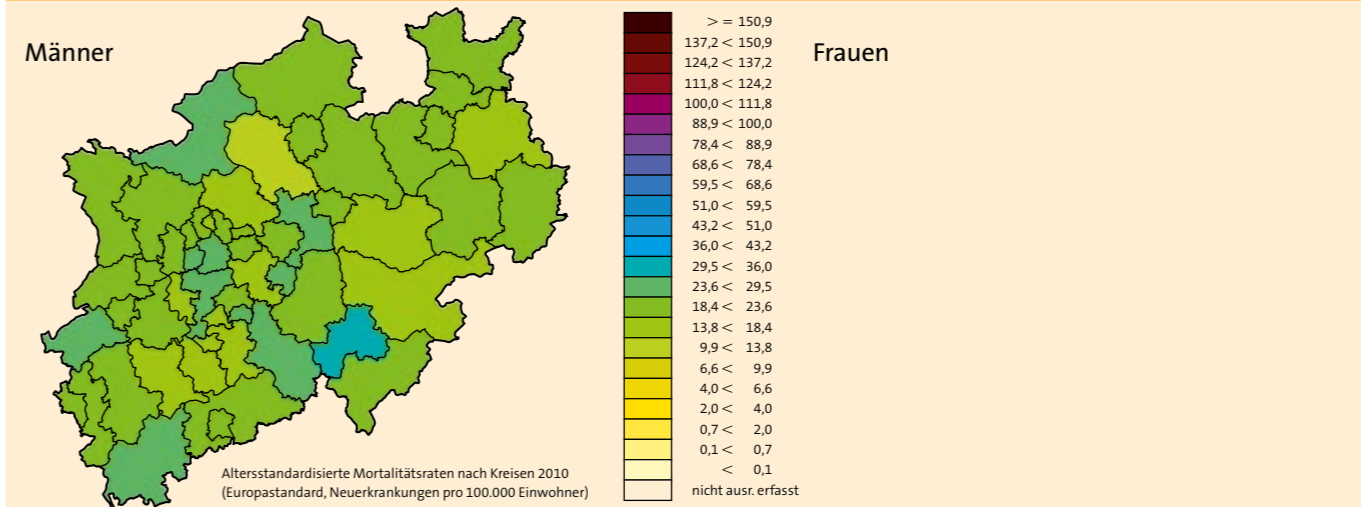 Männer
Frauen
> = 150,9
137,2 < 150,9
124,2 < 137,2
111,8 < 124,2
100,0 < 111,8
88,9 < 100,0
78,4 < 88,9
68,6 < 78,4
59,5 < 68,6
51,0 < 59,5
43,2 < 51,0
36,0 < 43,2
29,5 < 36,0
23,6 < 29,5
18,4 < 23,6
13,8 < 18,4
9,9 < 13,8
6,6 < 9,9
4,0 < 6,6
2,0 < 4,0
0,7 < 2,0
0,1 < 0,7
< 0,1
nicht ausr. erfasst
Altersstandardisierte Mortalitätsraten nach Kreisen 2010
(Europastandard, Neuerkrankungen pro 100.000 Einwohner)